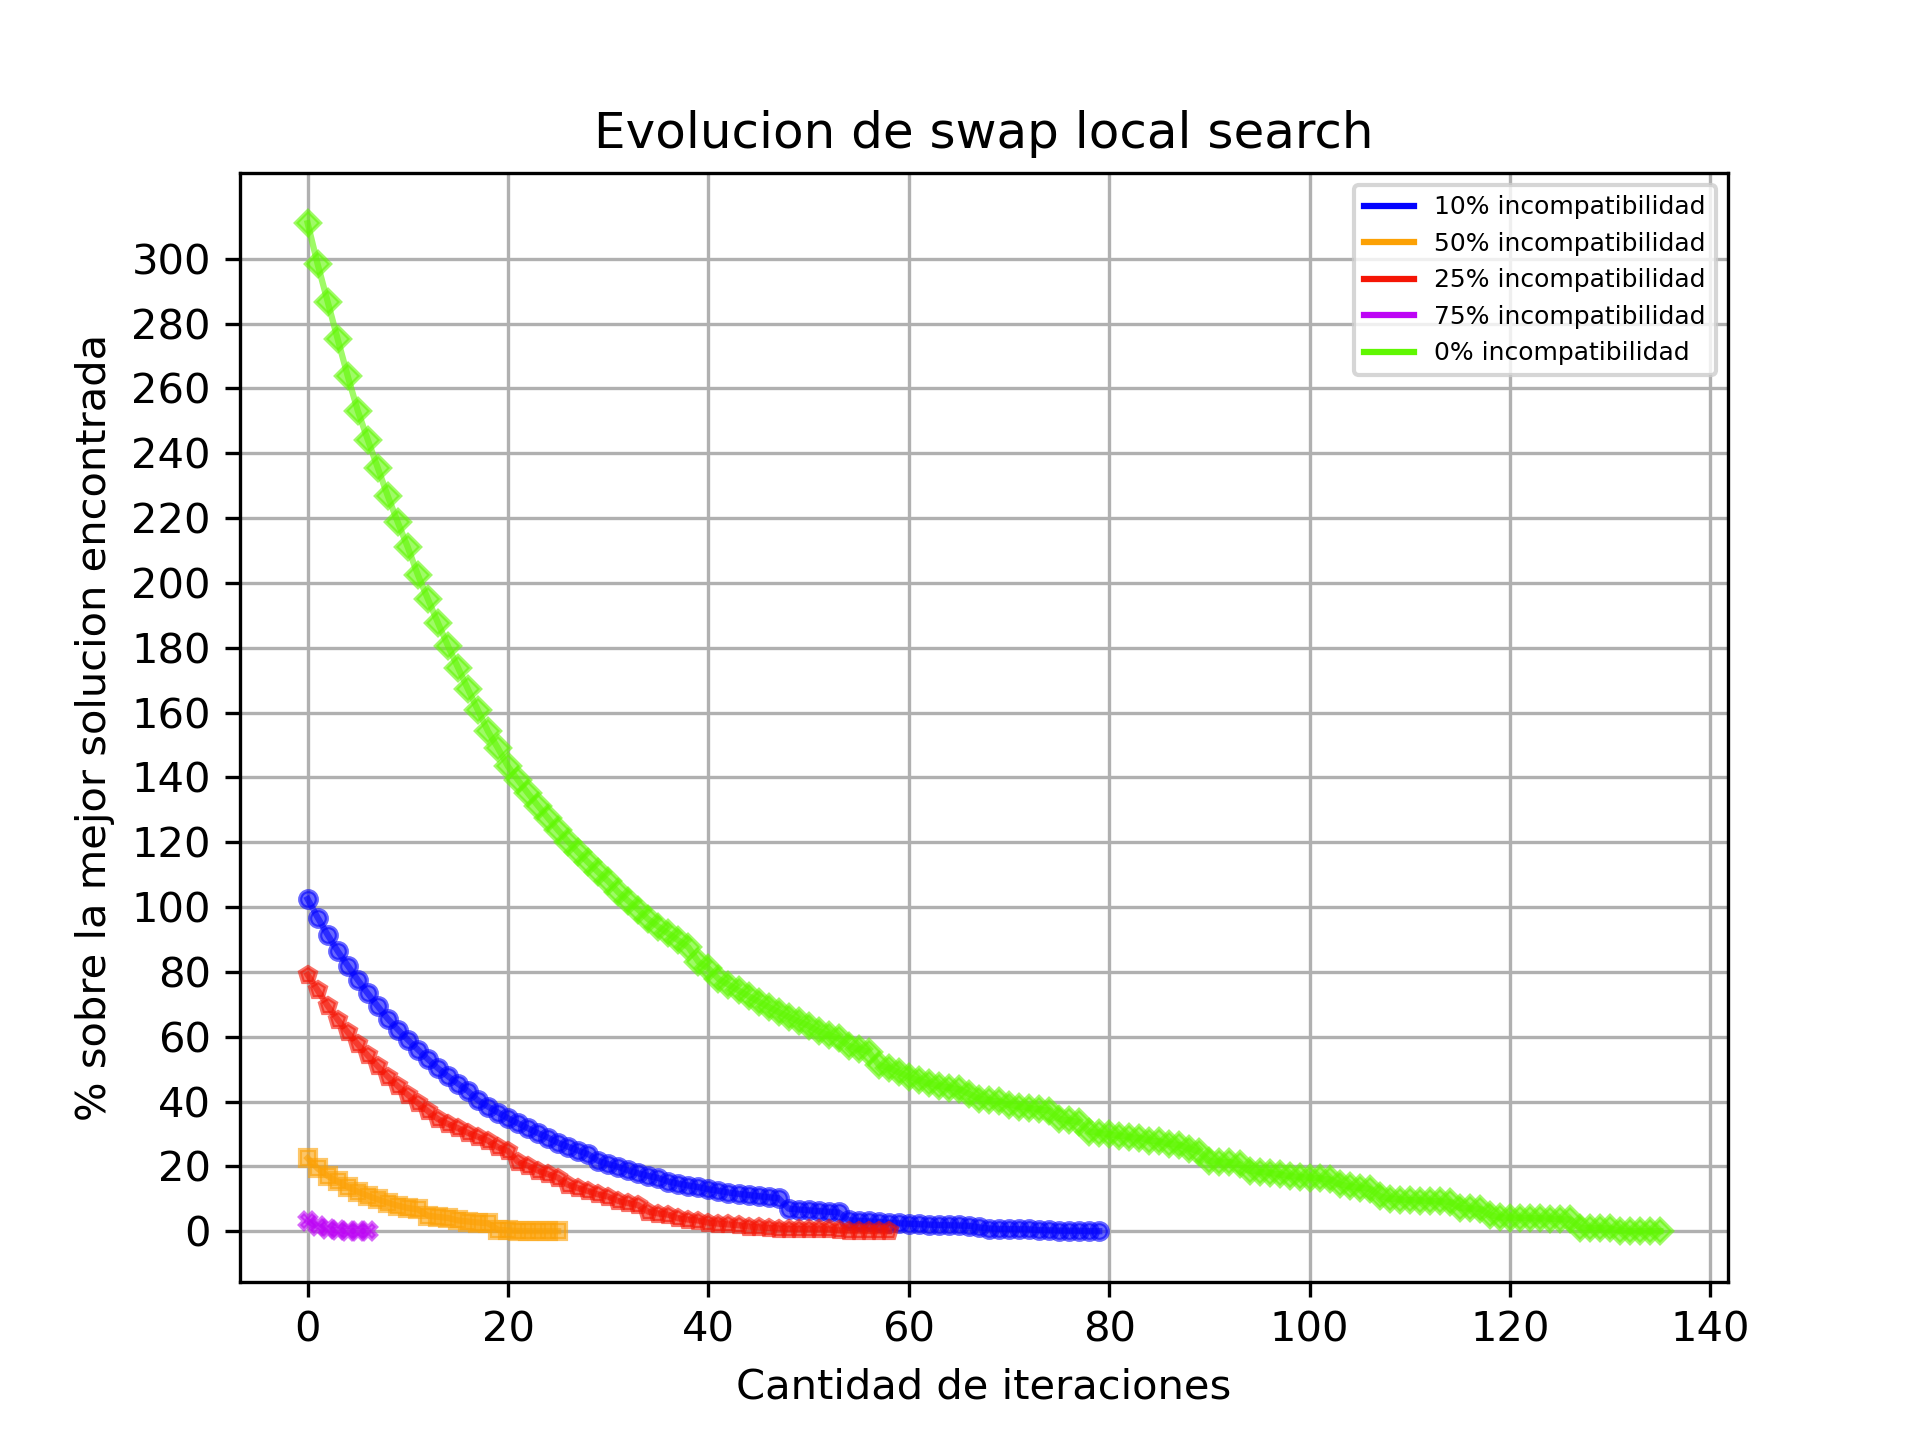 Evolucion de swap local search
10% incompatibilidad
50% incompatibilidad
25% incompatibilidad
75% incompatibilidad
0% incompatibilidad
% sobre la mejor solucion encontrada
300
280
260
240
220
200
180
160
140
120
100
80
60
40
20
0
0 20 40 60 80 100 120 140
Cantidad de iteraciones